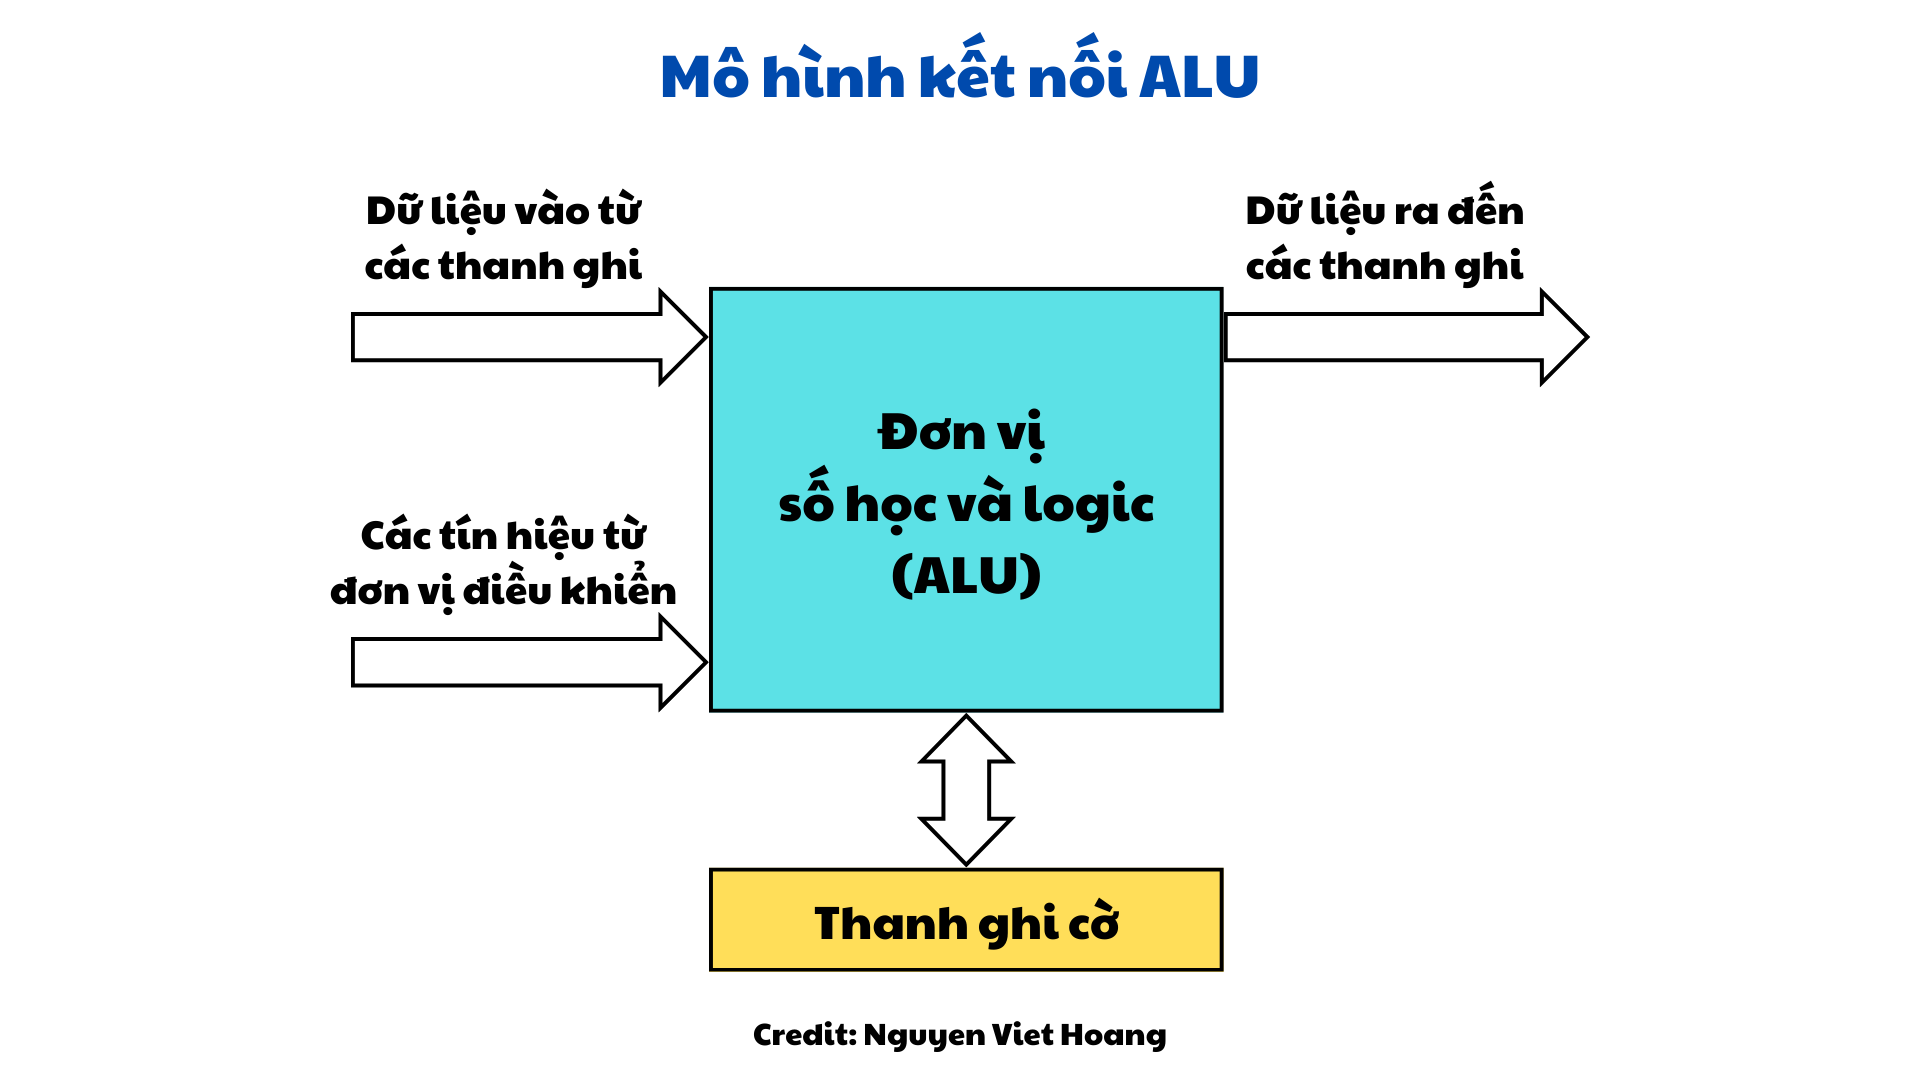 Mô hình kết nối ALU
Dữ liệu vào từ
các thanh ghi
Dữ liệu ra đến
các thanh ghi
Đơn vị
số học và logic
(ALU)
Các tín hiệu từ
đơn vị điều khiển
Thanh ghi cờ
Credit: Nguyen Viet Hoang